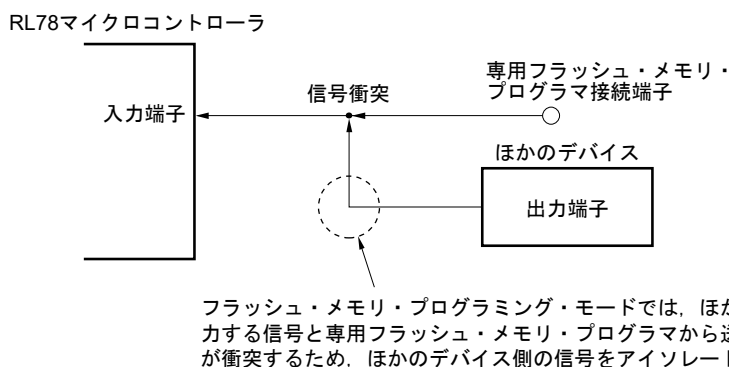 RL78マイクロコントローラ
専用フラッシュ・メモリ・
プログラマ接続端子
信号衝突
入力端子
ほかのデバイス
出力端子
フラッシュ・メモリ・プログラミング・モードでは，ほか
力する信号と専用フラッシュ・メモリ・プログラマから送
が衝突するため，ほかのデバイス側の信号をアイソレート